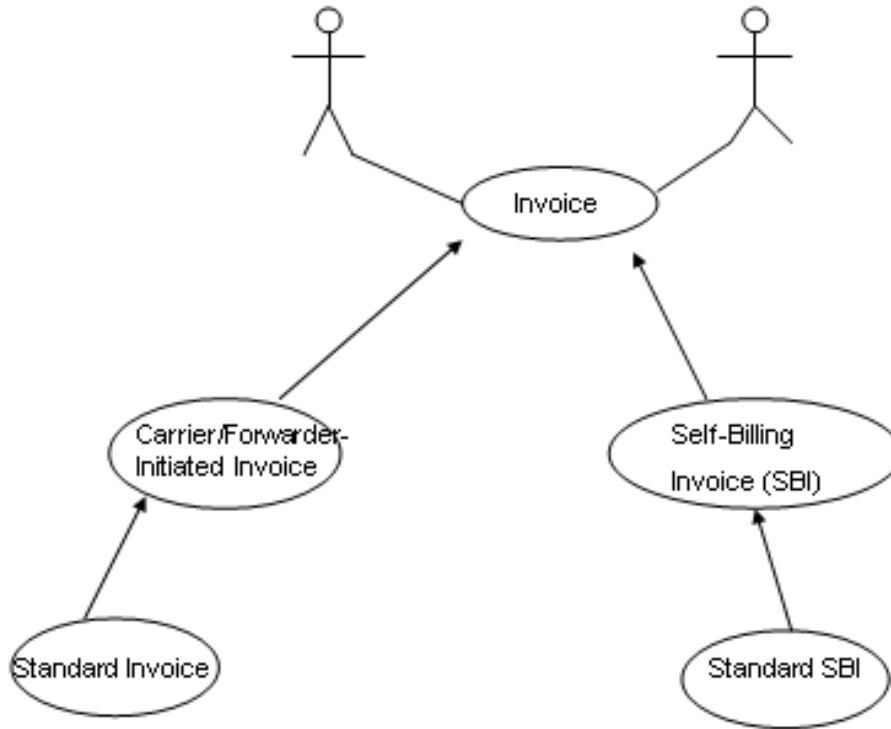 Invoice
Carrier/Forwarder-
Initiated Invoice
Self-Billing
Invoice (SBI)
Standard Invoice
Standard SBI